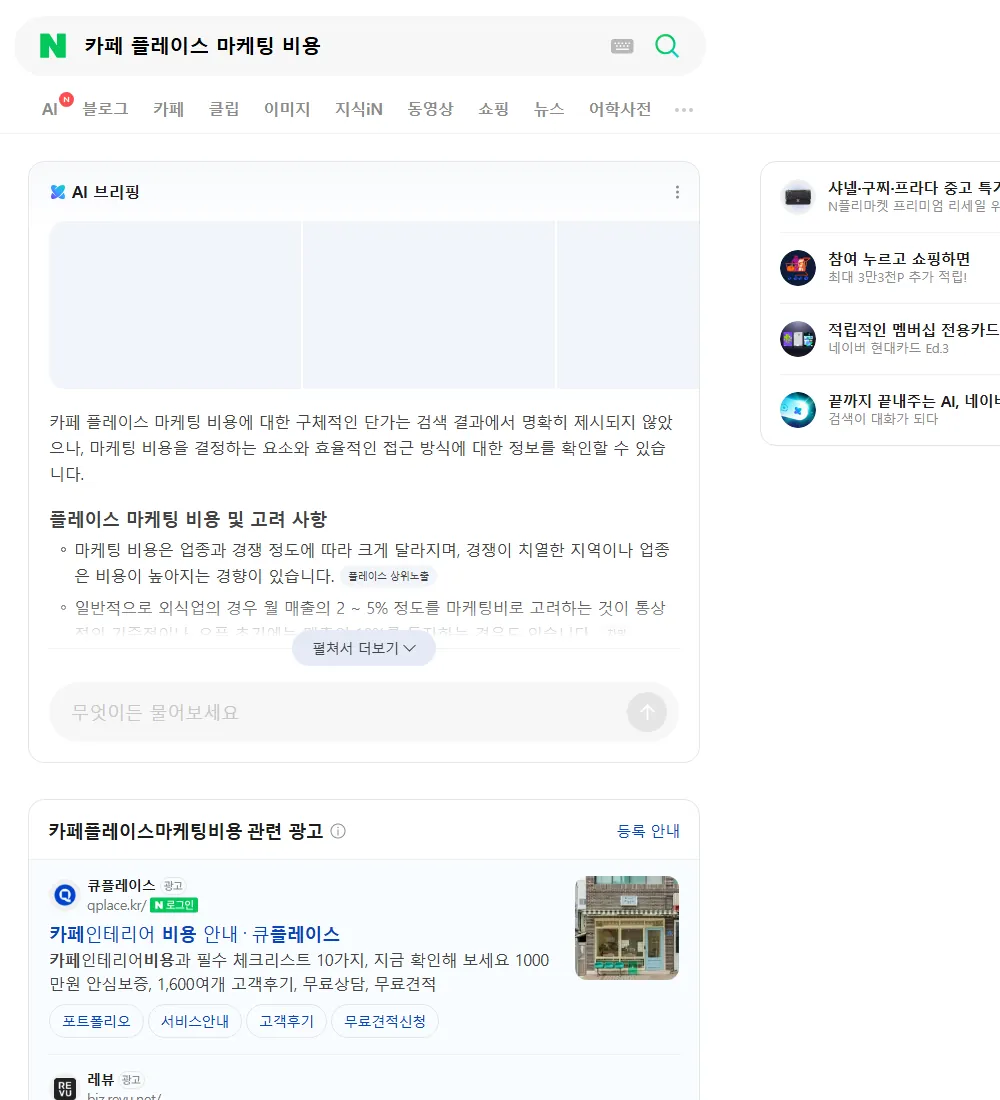 N 카페 플레이스 마케팅 비용
AI N 블로그 카페 클립 이미지 지식iN 동영상 쇼핑 뉴스 어학사전
AI 브리핑
카페 플레이스 마케팅 비용에 대한 구체적인 단가는 검색 결과에서 명확히 제시되지 않았
으나, 마케팅 비용을 결정하는 요소와 효율적인 접근 방식에 대한 정보를 확인할 수 있습
니다.
플레이스 마케팅 비용 및 고려 사항
마케팅 비용은 업종과 경쟁 정도에 따라 크게 달라지며, 경쟁이 치열한 지역이나 업종
은 비용이 높아지는 경향이 있습니다. 플레이스 상위노출
일반적으로 외식업의 경우 월 매출의 2 ~ 5% 정도를 마케팅비로 고려하는 것이 통상
펼쳐서 더보기
무엇이든 물어보세요
카페플레이스마케팅비용 관련 광고
등록 안내
큐플레이스 광고
qplace.kr/ N 로그인
카페인테리어 비용 안내 · 큐플레이스
카페인테리어비용과 필수 체크리스트 10가지, 지금 확인해 보세요 1000
만원 안심보증, 1,600여개 고객후기, 무료상담, 무료견적
포트폴리오 서비스안내 고객후기 무료견적신청
REVU
레뷰 광고
biz.revu.net/
샤넬·구찌·프라다 중고 특가
N플리마켓 프리미엄 리세일
참여 누르고 쇼핑하면
최대 3만3천P 추가 적립!
적립적인 멤버십 전용카드
네이버 현대카드 Ed.3
끝까지 끝내주는 AI, 네이버
검색이 대화가 되다